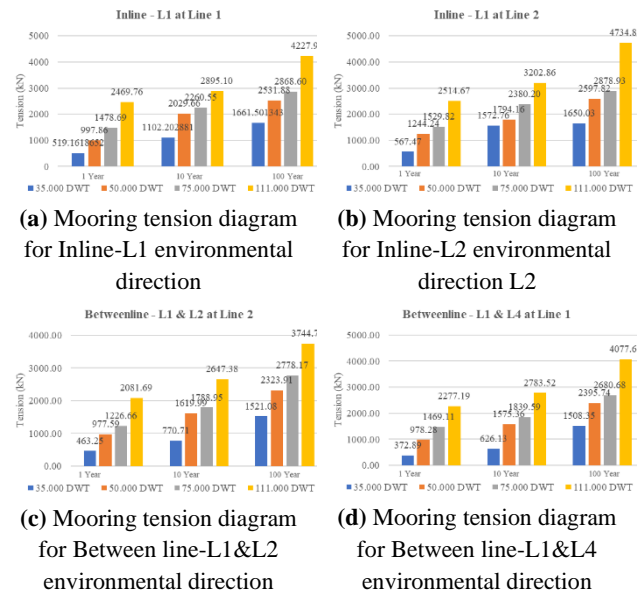 Inline - L1 at Line 1
Tension (kN)
5000
4000
3000
2000
1000
0
519.1618652
997.86
1478.69
2469.76
1102.202881
2029.66
2260.55
2895.10
1661.501343
2531.88
2868.60
4227.9
1 Year
10 Year
100 Year
35.000 DWT 50.000 DWT 75.000 DWT 111.000 DWT
(a) Mooring tension diagram
for Inline-L1 environmental
direction
Inline - L1 at Line 2
Tension (kN)
5000.00
4000.00
3000.00
2000.00
1000.00
0.00
567.47
1244.24
1529.82
2514.67
1572.76
1794.16
2380.20
3202.86
1650.03
2597.82
2878.93
4734.8
1 Year
10 Year
100 Year
35.000 DWT 50.000 DWT 75.000 DWT 111.000 DWT
(b) Mooring tension diagram
for Inline-L2 environmental
direction L2
Betweenline - L1 & L2 at Line 2
Tension (kN)
4000.00
3000.00
2000.00
1000.00
0.00
463.25
977.59
1226.66
2081.69
770.71
1619.99
1788.95
2647.38
1521.08
2323.91
2778.17
3744.7
1 Year
10 Year
100 Year
35.000 DWT 50.000 DWT 75.000 DWT 111.000 DWT
(c) Mooring tension diagram
for Between line-L1&L2
environmental direction
Betweenline - L1 & L4 at Line 1
Tension (kN)
5000.00
4000.00
3000.00
2000.00
1000.00
0.00
372.89
978.28
1469.11
2277.19
626.13
1575.36
1839.59
2783.52
1508.35
2395.74
2680.68
4077.6
1 Year
10 Year
100 Year
35.000 DWT 50.000 DWT 75.000 DWT 111.000 DWT
(d) Mooring tension diagram
for Between line-L1&L4
environmental direction